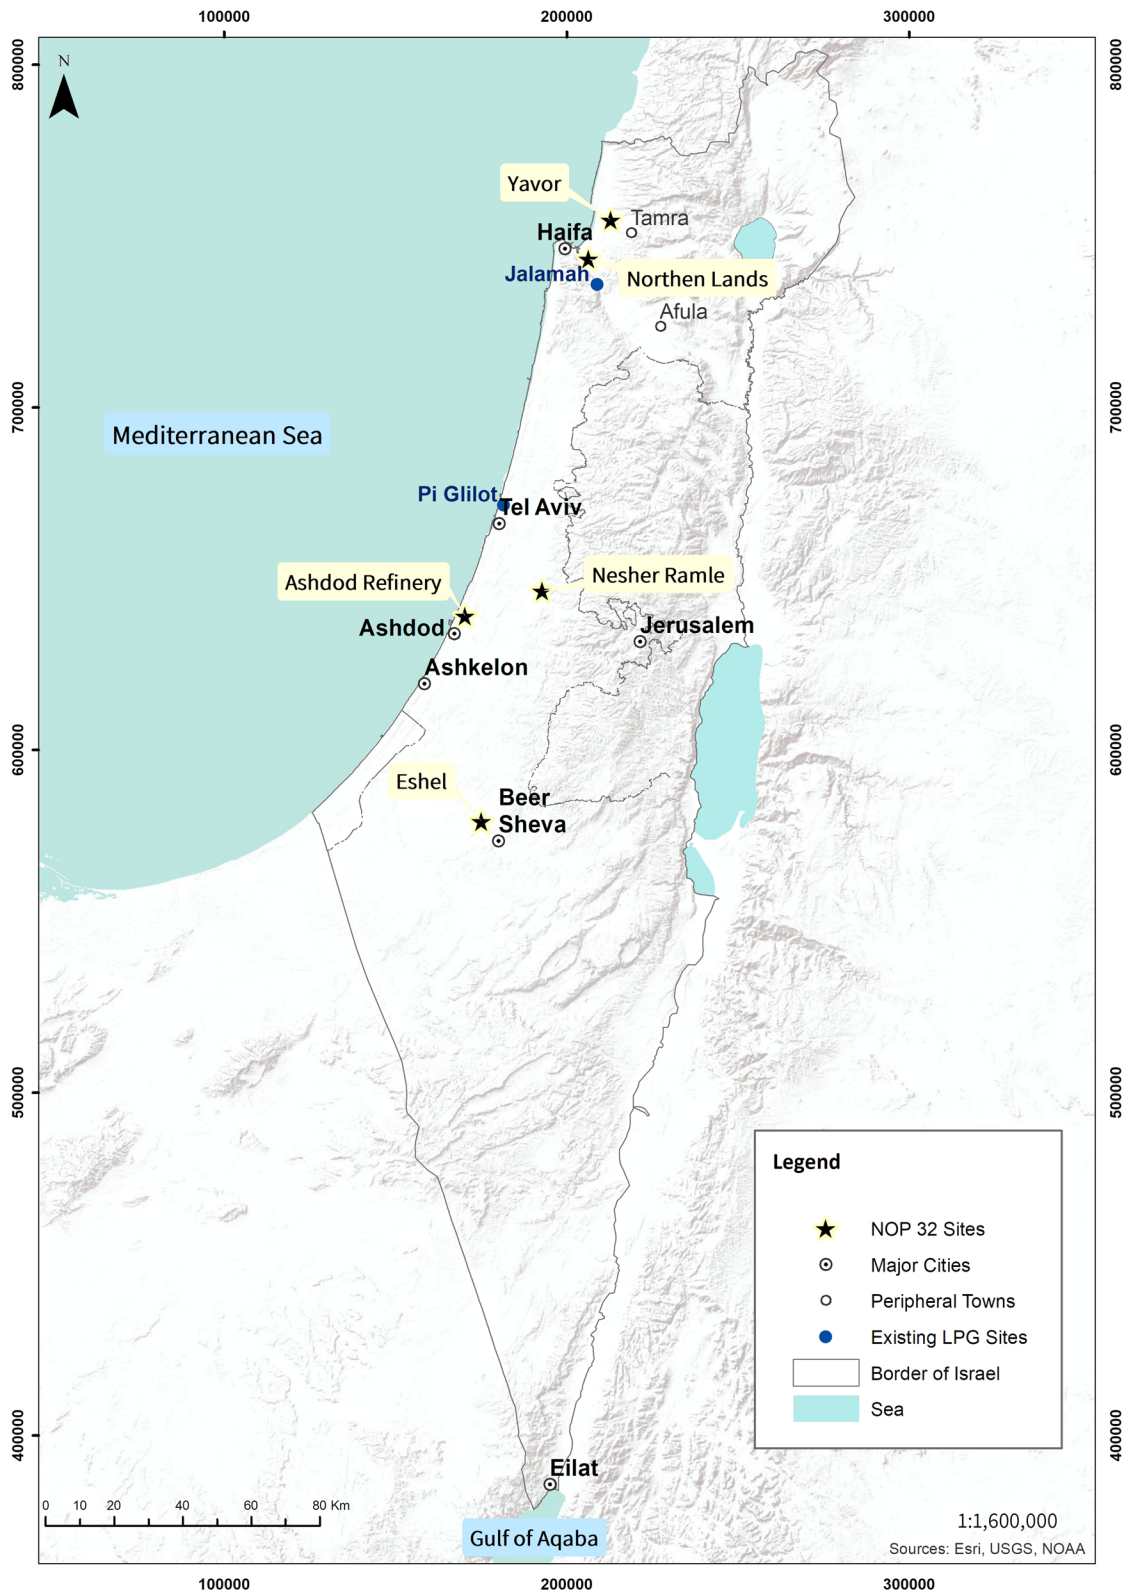 100000 200000 300000
800000 800000
N
Yavor
Tamra
Haifa
Jalamah
Northen Lands
Afula
700000 700000
Mediterranean Sea
Pi Glilot
Tel Aviv
Ashdod Refinery
Nesher Ramle
Ashdod
Jerusalem
Ashkelon
600000 600000
Eshel
Beer
Sheva
500000 500000
Legend
NOP 32 Sites
Major Cities
Peripheral Towns
Existing LPG Sites
Border of Israel
Sea
400000 400000
Eilat
0 10 20 40 60 80 Km
Gulf of Aqaba
1:1,600,000
Sources: Esri, USGS, NOAA
100000 200000 300000